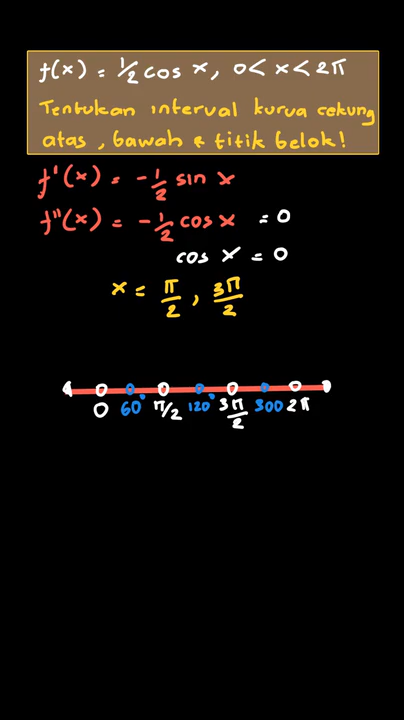 f(x) = 1/2 cos x, 0 < x < 2π
Tentukan interval kurva cekung
atas, bawah & titik belok!
f'(x) = -1/2 sin x
f''(x) = -1/2 cos x = 0
cos x = 0
x = π/2, 3π/2
0 60° π/2 120° 3π/2 300 2π